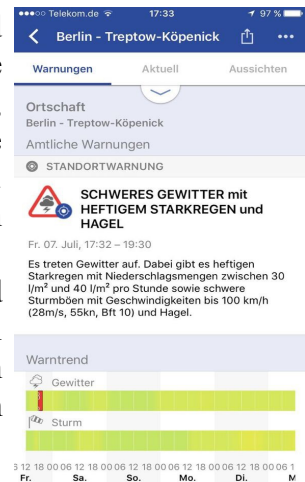 ●●●○○ Telekom.de 17:33 97 %
Berlin - Treptow-Köpenick
Warnungen Aktuell Aussichten
Ortschaft
Berlin - Treptow-Köpenick
Amtliche Warnungen
STANDORTWARNUNG
SCHWERES GEWITTER mit
HEFTIGEM STARKREGEN und
HAGEL
Fr. 07. Juli, 17:32 – 19:30
Es treten Gewitter auf. Dabei gibt es heftigen
Starkregen mit Niederschlagsmengen zwischen 30
l/m² und 40 l/m² pro Stunde sowie schwere
Sturmböen mit Geschwindigkeiten bis 100 km/h
(28m/s, 55kn, Bft 10) und Hagel.
Warntrend
Gewitter
Sturm
6 12 18 00 06 12 18 00 06 12 18 00 06 12 18 00 06 12 18 00 06 1
Fr. Sa. So. Mo. Di. M